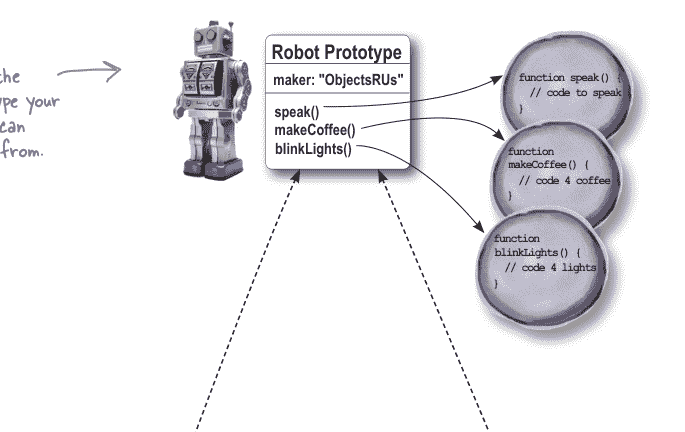 the
ype your
can
from.
Robot Prototype
maker: "ObjectsRUs"
speak()
makeCoffee()
blinkLights()
function speak() {
// code to speak
}
function
makeCoffee() {
// code 4 coffee
}
function
blinkLights() {
// code 4 lights
}